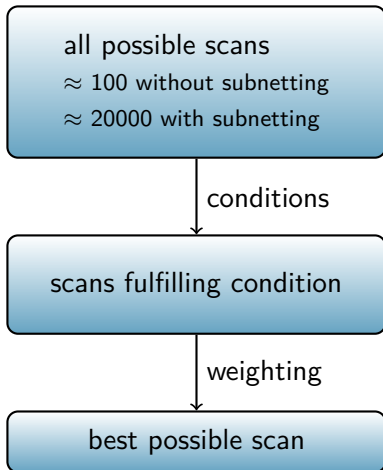 all possible scans
≈ 100 without subnetting
≈ 20000 with subnetting
conditions
scans fulfilling condition
weighting
best possible scan